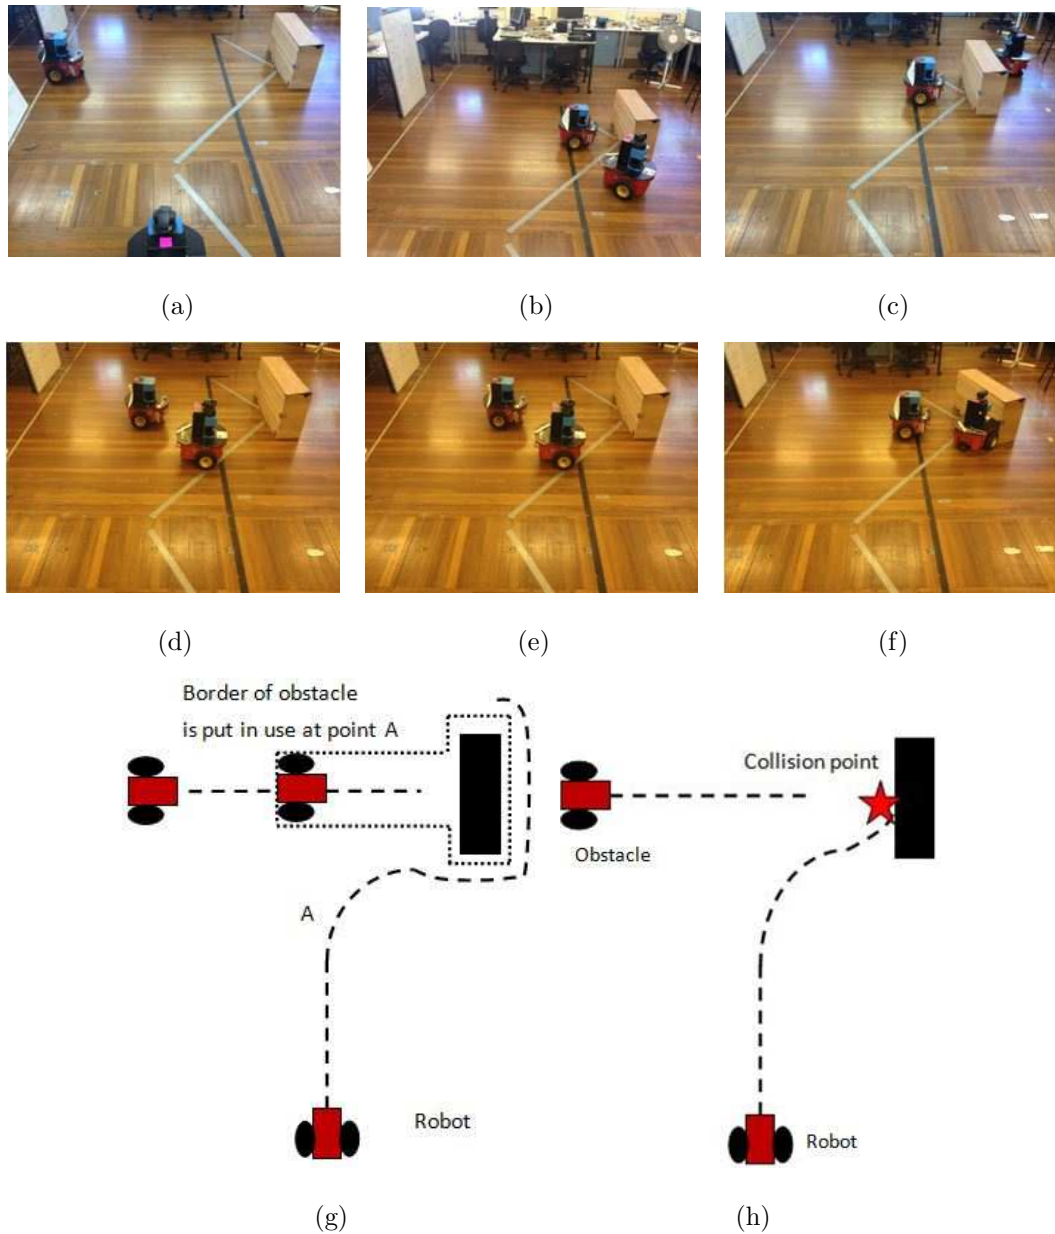 (a)
(b)
(c)
(d)
(e)
(f)
Border of obstacle
is put in use at point A
A
Robot
Collision point
Obstacle
Robot
(g)
(h)